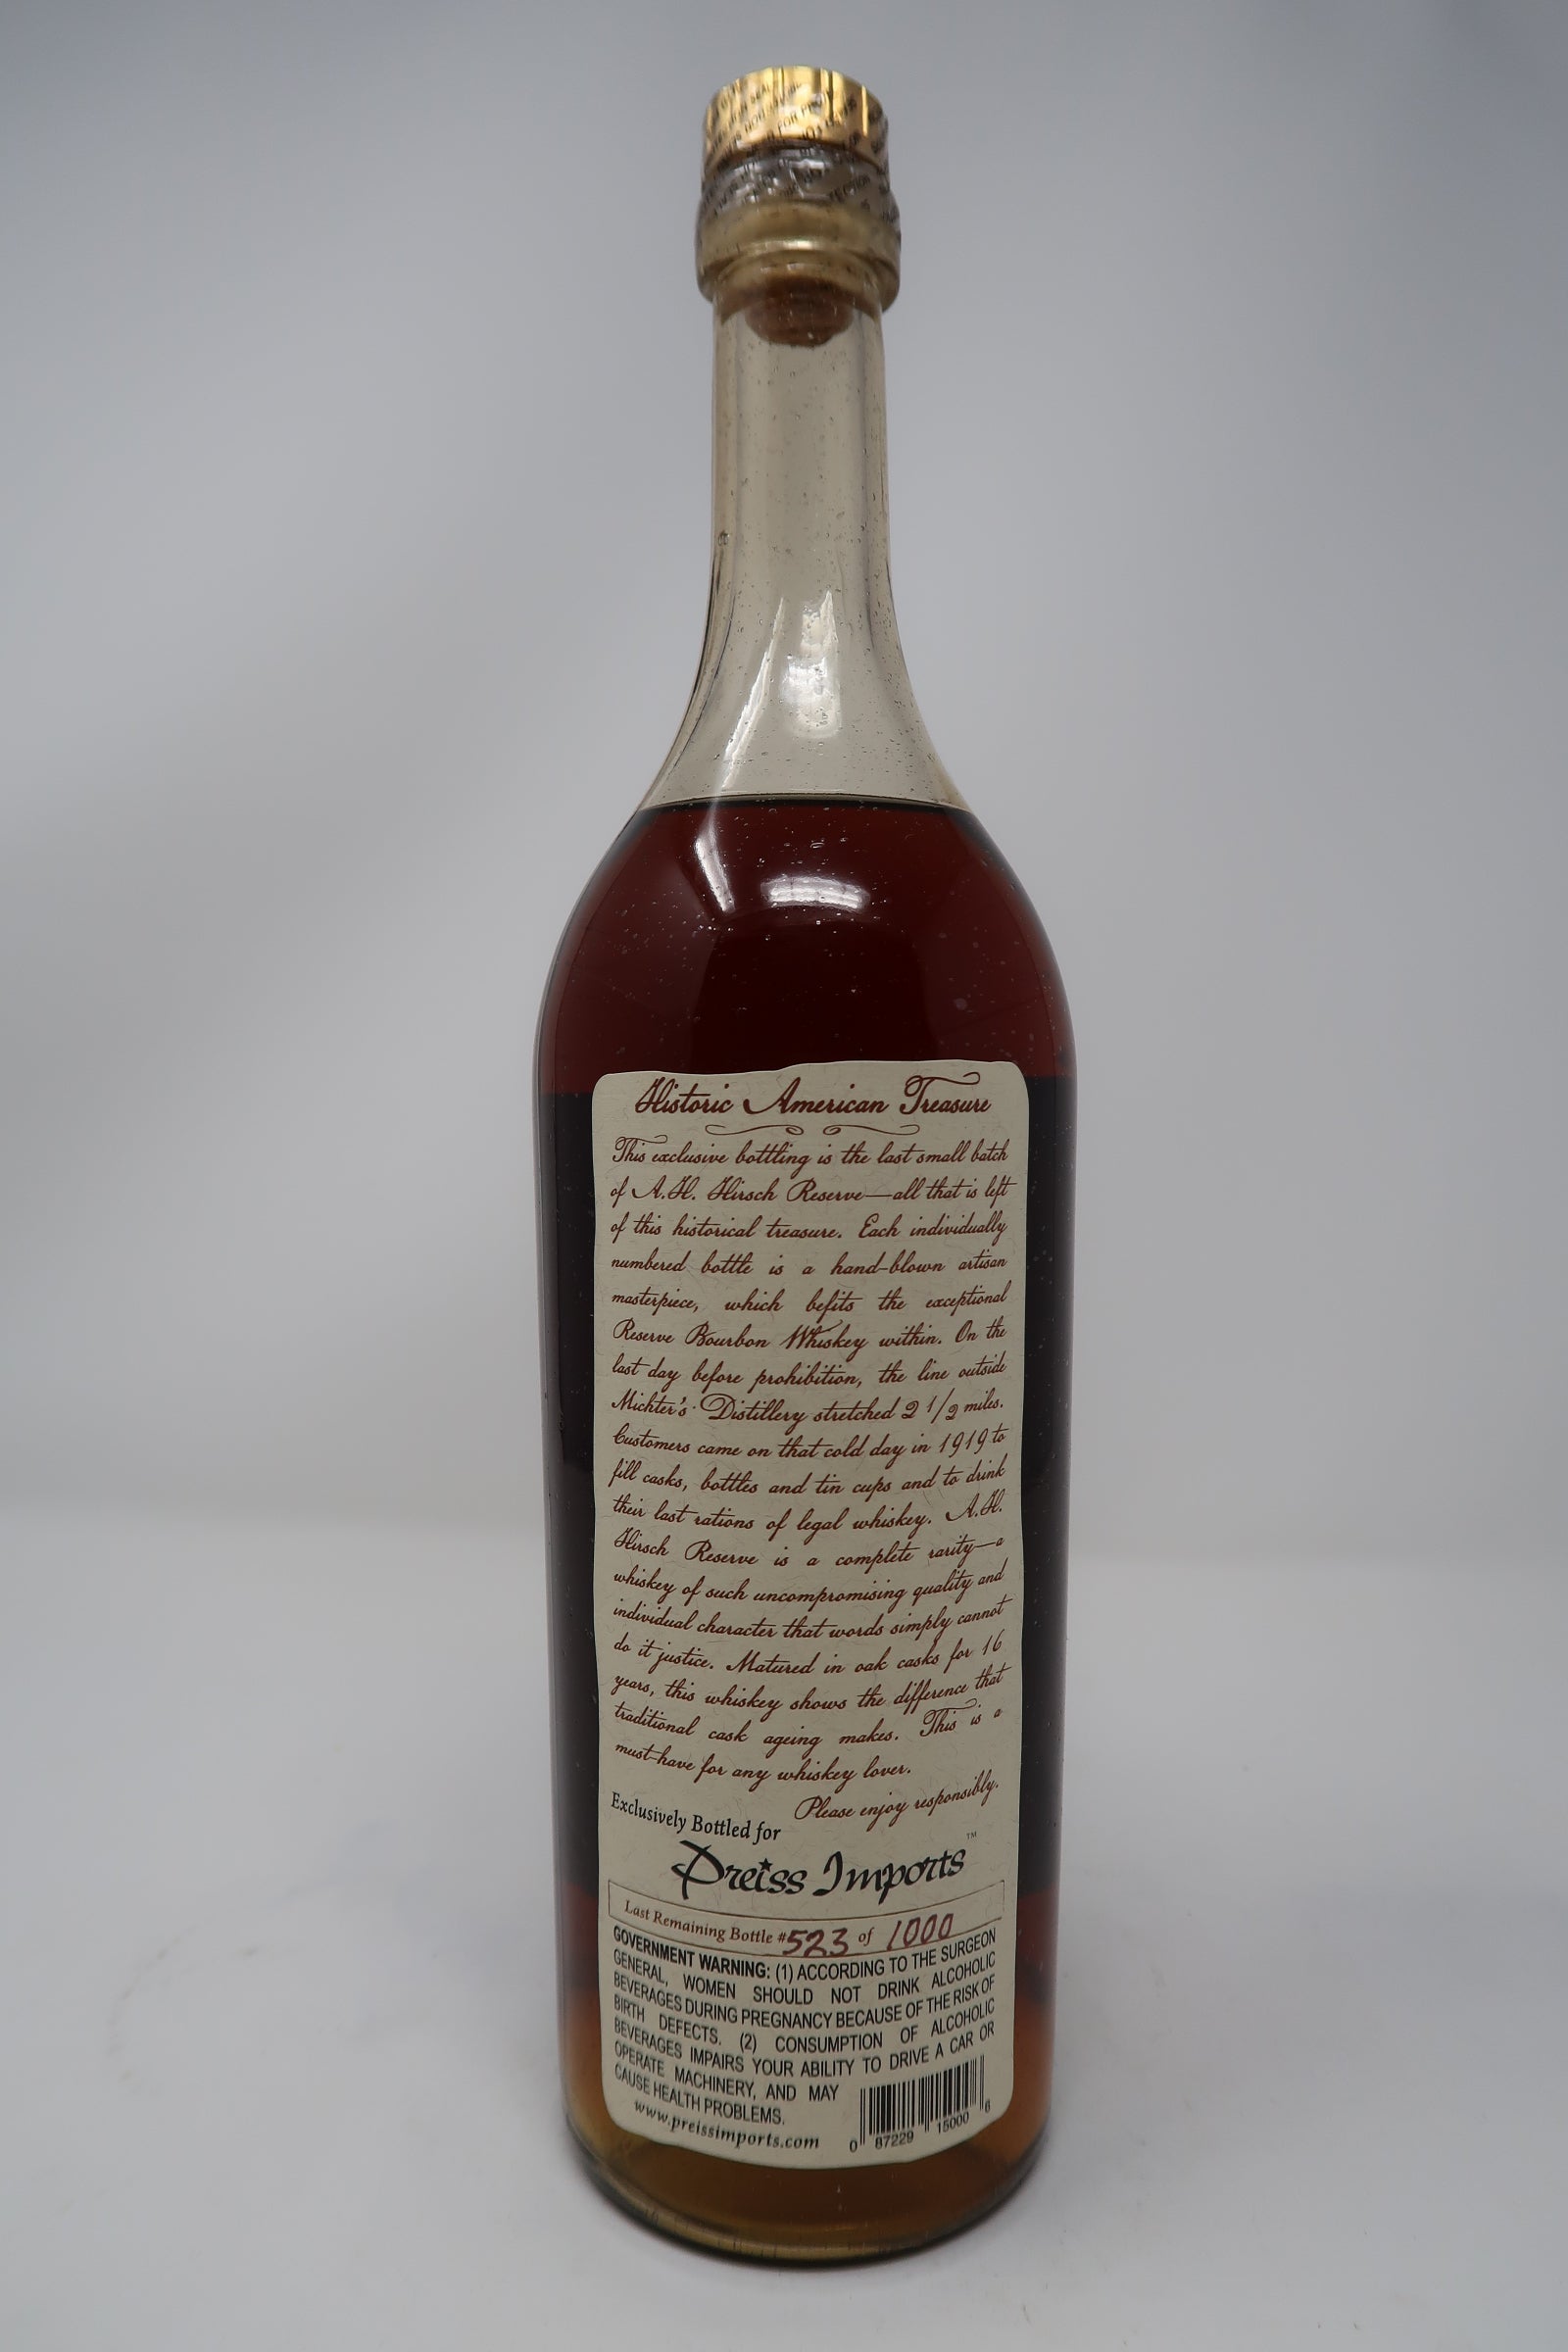 Historic American Treasure
This exclusive bottling is the last small batch
of A.H. Hirsch Reserve—all that is left
of this historical treasure. Each individually
numbered bottle is a hand-blown artisan
masterpiece, which befits the exceptional
Reserve Bourbon Whiskey within. On the
last day before prohibition, the line outside
Michter's Distillery stretched 2 1/2 miles.
Customers came on that cold day in 1919 to
fill casks, bottles and tin cups and to drink
their last rations of legal whiskey. A.H.
Hirsch Reserve is a complete rarity—a
whiskey of such uncompromising quality and
individual character that words simply cannot
do it justice. Matured in oak casks for 16
years, this whiskey shows the difference that
traditional cask ageing makes. This is a
must-have for any whiskey lover.
Please enjoy responsibly.
Exclusively Bottled for
Preiss Imports™
Last Remaining Bottle #523 of 1000
GOVERNMENT WARNING: (1) ACCORDING TO THE SURGEON
GENERAL, WOMEN SHOULD NOT DRINK ALCOHOLIC
BEVERAGES DURING PREGNANCY BECAUSE OF THE RISK OF
BIRTH DEFECTS. (2) CONSUMPTION OF ALCOHOLIC
BEVERAGES IMPAIRS YOUR ABILITY TO DRIVE A CAR OR
OPERATE MACHINERY, AND MAY
CAUSE HEALTH PROBLEMS.
www.preissimports.com
0 87229 15000 6